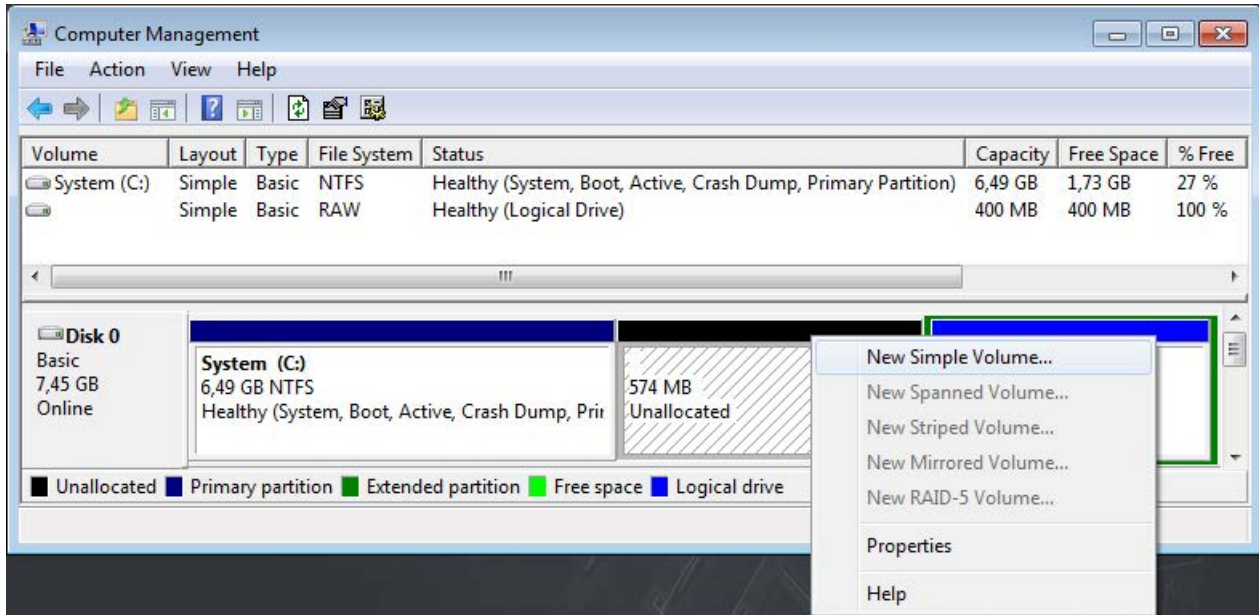 Computer Management
File Action View Help
Volume Layout Type File System Status Capacity Free Space % Free
System (C:) Simple Basic NTFS Healthy (System, Boot, Active, Crash Dump, Primary Partition) 6,49 GB 1,73 GB 27 %
Simple Basic RAW Healthy (Logical Drive) 400 MB 400 MB 100 %
Disk 0
Basic
7,45 GB
Online
System (C:)
6,49 GB NTFS
Healthy (System, Boot, Active, Crash Dump, Prir
574 MB
Unallocated
New Simple Volume...
New Spanned Volume...
New Striped Volume...
New Mirrored Volume...
New RAID-5 Volume...
Properties
Help
Unallocated Primary partition Extended partition Free space Logical drive